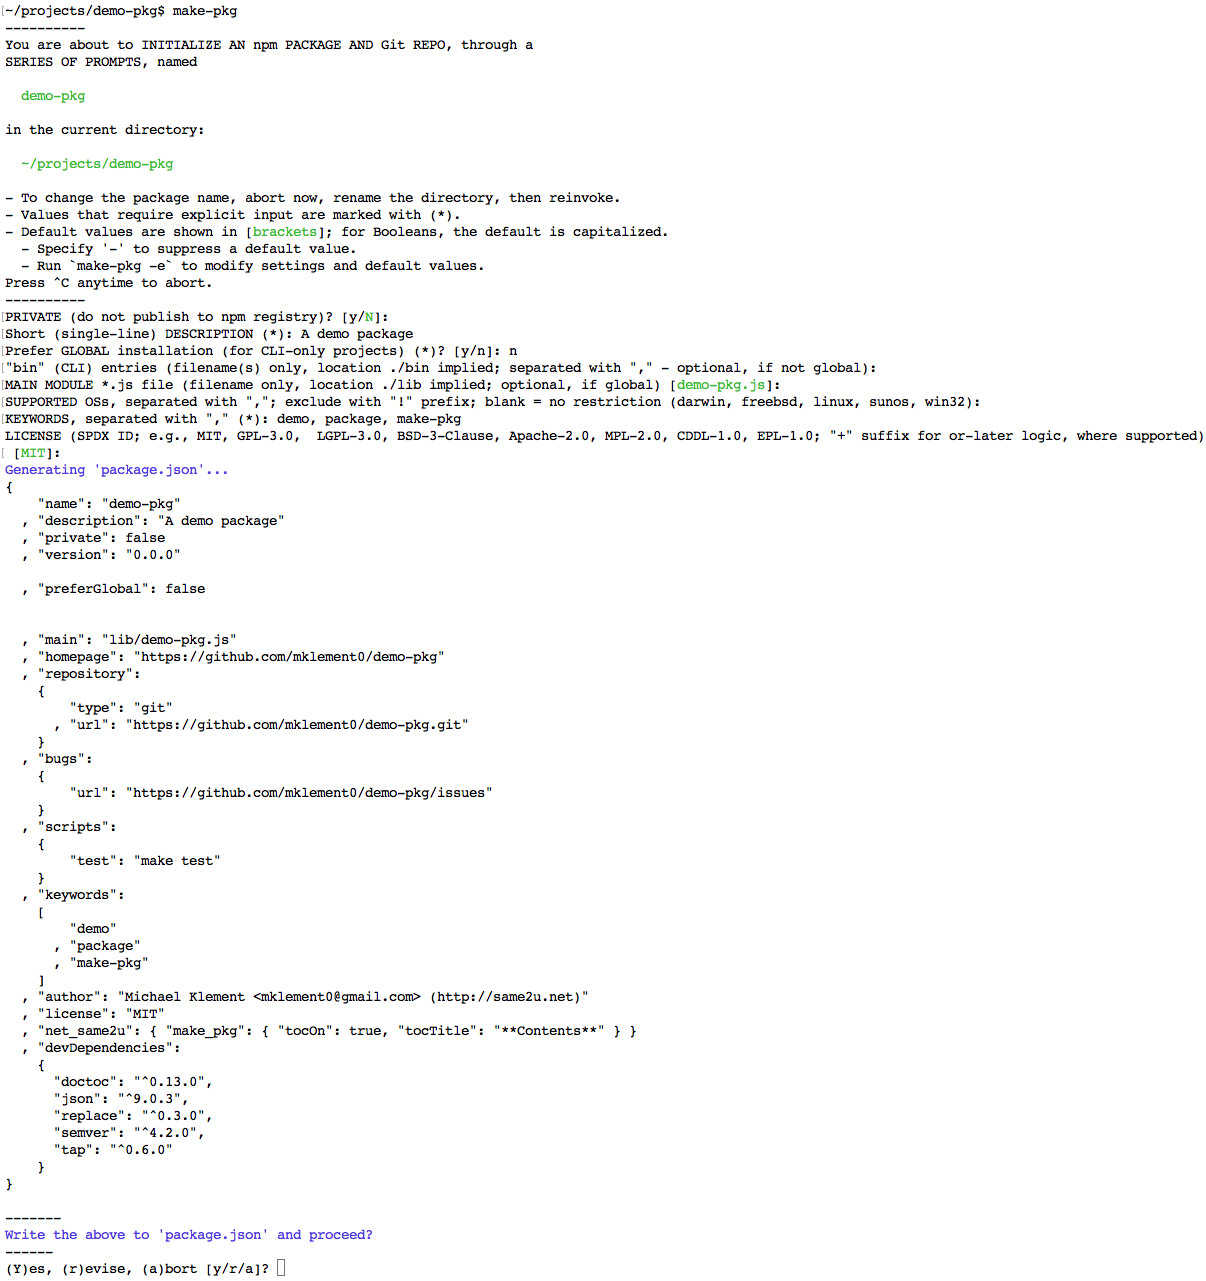 [~/projects/demo-pkg$ make-pkg
----------
You are about to INITIALIZE AN npm PACKAGE AND Git REPO, through a
SERIES OF PROMPTS, named
  demo-pkg
in the current directory:
  ~/projects/demo-pkg
- To change the package name, abort now, rename the directory, then reinvoke.
- Values that require explicit input are marked with (*).
- Default values are shown in [brackets]; for Booleans, the default is capitalized.
  - Specify '-' to suppress a default value.
  - Run `make-pkg -e` to modify settings and default values.
Press ^C anytime to abort.
----------
[PRIVATE (do not publish to npm registry)? [y/N]:
[Short (single-line) DESCRIPTION (*): A demo package
[Prefer GLOBAL installation (for CLI-only projects) (*)? [y/n]: n
["bin" (CLI) entries (filename(s) only, location ./bin implied; separated with "," - optional, if not global):
[MAIN MODULE *.js file (filename only, location ./lib implied; optional, if global) [demo-pkg.js]:
[SUPPORTED OSs, separated with ","; exclude with "!" prefix; blank = no restriction (darwin, freebsd, linux, sunos, win32):
[KEYWORDS, separated with "," (*): demo, package, make-pkg
LICENSE (SPDX ID; e.g., MIT, GPL-3.0,  LGPL-3.0, BSD-3-Clause, Apache-2.0, MPL-2.0, CDDL-1.0, EPL-1.0; "+" suffix for or-later logic, where supported)
[ [MIT]:
Generating 'package.json'...
{
    "name": "demo-pkg"
  , "description": "A demo package"
  , "private": false
  , "version": "0.0.0"
  , "preferGlobal": false
  , "main": "lib/demo-pkg.js"
  , "homepage": "https://github.com/mklement0/demo-pkg"
  , "repository":
    {
        "type": "git"
      , "url": "https://github.com/mklement0/demo-pkg.git"
    }
  , "bugs":
    {
        "url": "https://github.com/mklement0/demo-pkg/issues"
    }
  , "scripts":
    {
        "test": "make test"
    }
  , "keywords":
    [
        "demo"
      , "package"
      , "make-pkg"
    ]
  , "author": "Michael Klement <mklement0@gmail.com> (http://same2u.net)"
  , "license": "MIT"
  , "net_same2u": { "make_pkg": { "tocOn": true, "tocTitle": "**Contents**" } }
  , "devDependencies":
    {
      "doctoc": "^0.13.0",
      "json": "^9.0.3",
      "replace": "^0.3.0",
      "semver": "^4.2.0",
      "tap": "^0.6.0"
    }
}
-------
Write the above to 'package.json' and proceed?
------
(Y)es, (r)evise, (a)bort [y/r/a]?